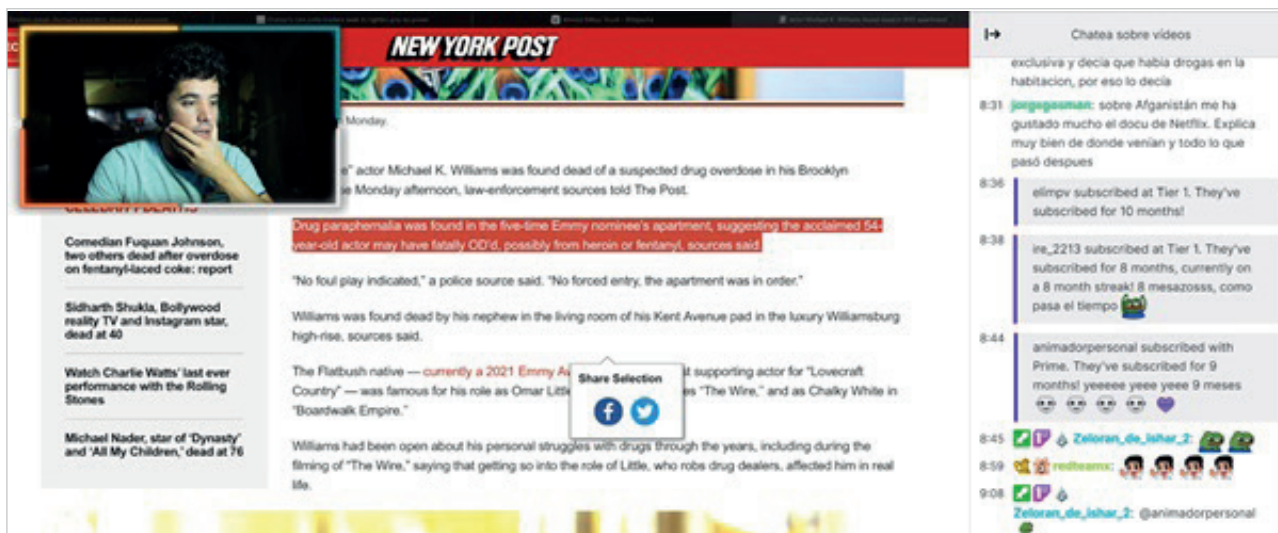 NEW YORK POST
Monday.
e" actor Michael K. Williams was found dead of a suspected drug overdose in his Brooklyn
e Monday afternoon, law-enforcement sources told The Post.
CELEBRITY DEATHS
Comedian Fuquan Johnson,
two others dead after overdose
on fentanyl-laced coke: report
Sidharth Shukla, Bollywood
reality TV and Instagram star,
dead at 40
Watch Charlie Watts' last ever
performance with the Rolling
Stones
Michael Nader, star of 'Dynasty'
and 'All My Children,' dead at 76
Drug paraphernalia was found in the five-time Emmy nominee's apartment, suggesting the acclaimed 54-
year-old actor may have fatally OD'd, possibly from heroin or fentanyl, sources said.
"No foul play indicated," a police source said. "No forced entry, the apartment was in order."
Williams was found dead by his nephew in the living room of his Kent Avenue pad in the luxury Williamsburg
high-rise, sources said.
The Flatbush native — currently a 2021 Emmy A t supporting actor for "Lovecraft
Country" — was famous for his role as Omar Littl es "The Wire," and as Chalky White in
"Boardwalk Empire."
Share Selection
Williams had been open about his personal struggles with drugs through the years, including during the
filming of "The Wire," saying that getting so into the role of Little, who robs drug dealers, affected him in real
life.
Chatea sobre vídeos
exclusiva y decia que habia drogas en la
habitacion, por eso lo decía
8:31 jorgegosman: sobre Afganistán me ha
gustado mucho el docu de Netflix. Explica
muy bien de donde venían y todo lo que
pasó despues
8:36 elimpv subscribed at Tier 1. They've
subscribed for 10 months!
8:38 ire_2213 subscribed at Tier 1. They've
subscribed for 8 months, currently on
a 8 month streak! 8 mesazosss, como
pasa el tiempo
8:44 animadorpersonal subscribed with
Prime. They've subscribed for 9
months! yeeeee yeee yeee 9 meses
8:45 Zeloran_de_ishar_2:
8:59 redteamx:
9:08
Zeloran_de_ishar_2: @animadorpersonal